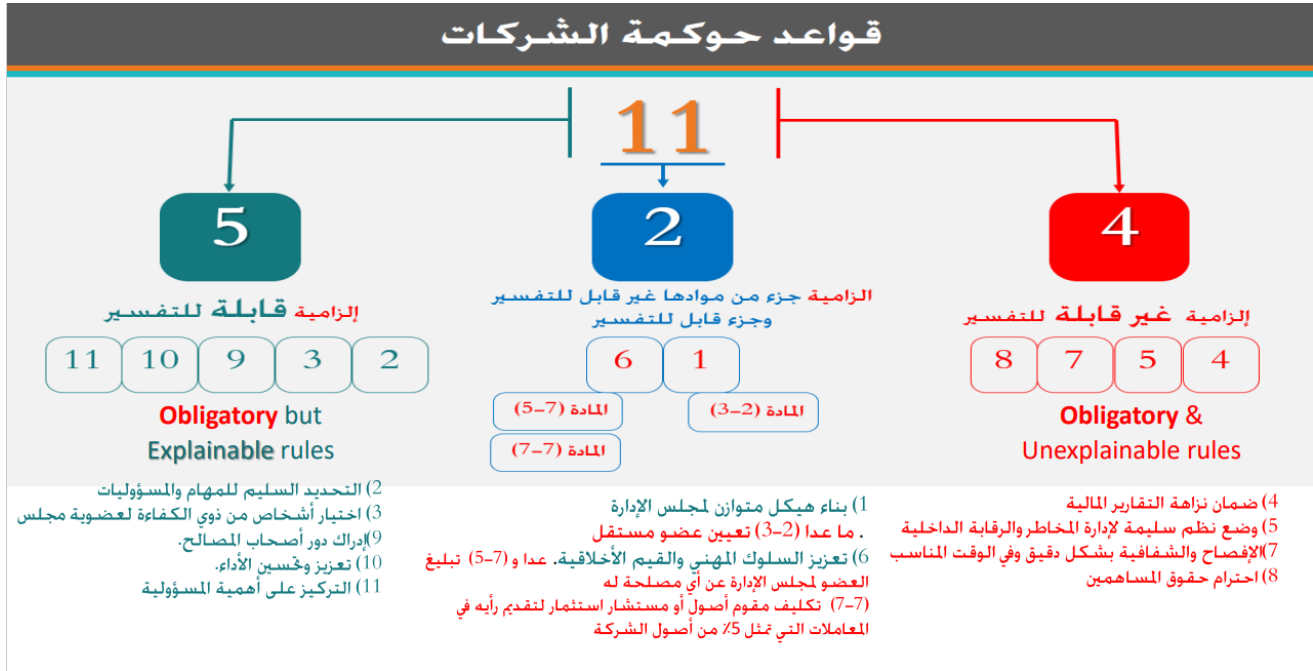 قواعد حوكمة الشركات
11
4
إلزامية غير قابلة للتفسير
4 5 7 8
Obligatory &
Unexplainable rules
4) ضمان نزاهة التقارير المالية
5) وضع نظم سليمة لإدارة المخاطر والرقابة الداخلية
7) الإفصاح والشفافية بشكل دقيق وفي الوقت المناسب
8) احترام حقوق المساهمين
2
الزامية جزء من موادها غير قابل للتفسير
وجزء قابل للتفسير
1 6
المادة (2–3)
المادة (7–5)
المادة (7–7)
1) بناء هيكل متوازن لمجلس الإدارة
. ما عدا (2–3) تعيين عضو مستقل
6) تعزيز السلوك المهني والقيم الأخلاقية. عدا و (7–5) تبليغ
العضو لمجلس الإدارة عن أي مصلحة له
(7–7) تكليف مقوم أصول أو مستشار استثمار لتقديم رأيه في
المعاملات التي تمثل 5٪ من أصول الشركة
5
إلزامية قابلة للتفسير
2 3 9 10 11
Obligatory but
Explainable rules
2) التحديد السليم للمهام والمسؤوليات
3) اختيار أشخاص من ذوي الكفاءة لعضوية مجلس
9) إدراك دور أصحاب المصالح.
10) تعزيز وتحسين الأداء.
11) التركيز على أهمية المسؤولية